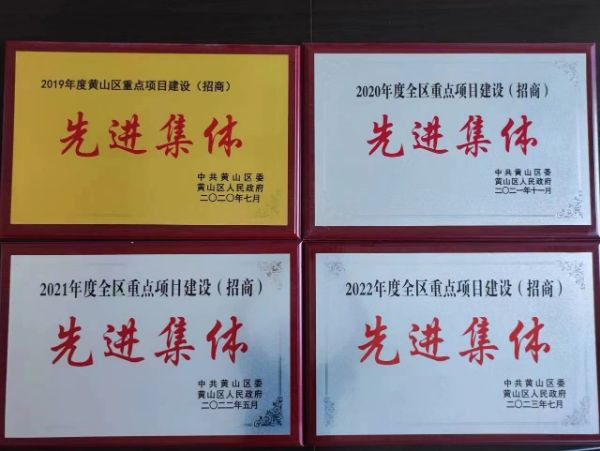 2019年度黄山区重点项目建设（招商）
先进集体
中共黄山区委
黄山区人民政府
二〇二〇年七月
2020年度全区重点项目建设（招商）
先进集体
中共黄山区委
黄山区人民政府
二〇二一年十一月
2021年度全区重点项目建设（招商）
先进集体
中共黄山区委
黄山区人民政府
二〇二二年五月
2022年度全区重点项目建设（招商）
先进集体
中共黄山区委
黄山区人民政府
二〇二三年七月